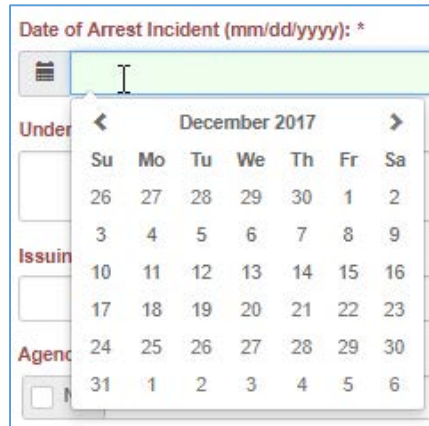 Date of Arrest Incident (mm/dd/yyyy): *
Under
December 2017
Su Mo Tu We Th Fr Sa
26 27 28 29 30 1 2
3 4 5 6 7 8 9
Issuin
10 11 12 13 14 15 16
17 18 19 20 21 22 23
Agenc
24 25 26 27 28 29 30
31 1 2 3 4 5 6